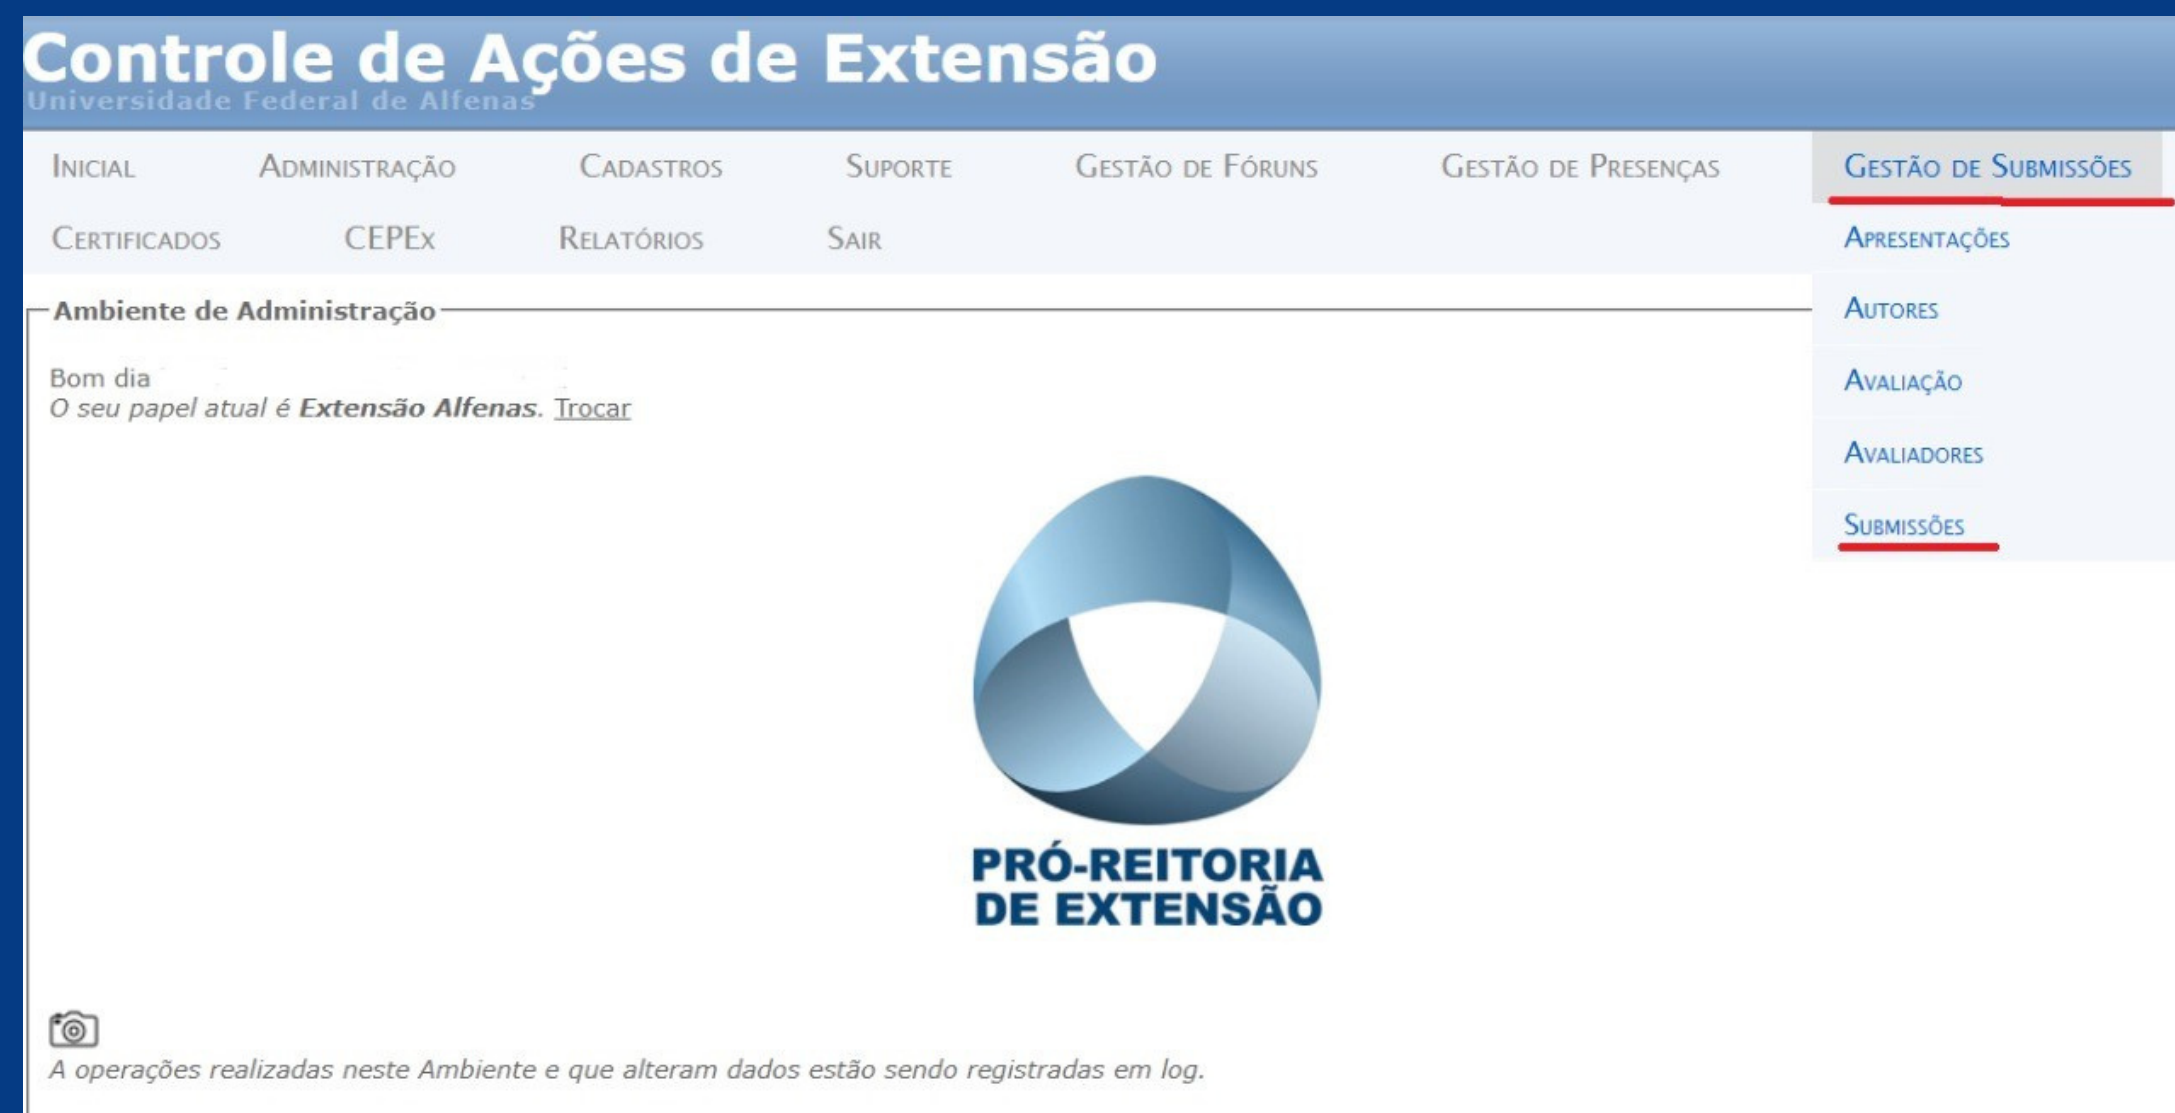 Controle de Ações de Extensão
Universidade Federal de Alfenas
Inicial Administração Cadastros Suporte Gestão de Fóruns Gestão de Presenças Gestão de Submissões
Certificados CEPEx Relatórios Sair
Apresentações
Autores
Avaliação
Avaliadores
Submissões
Ambiente de Administração
Bom dia
O seu papel atual é Extensão Alfenas. Trocar
PRÓ-REITORIA
DE EXTENSÃO
A operações realizadas neste Ambiente e que alteram dados estão sendo registradas em log.